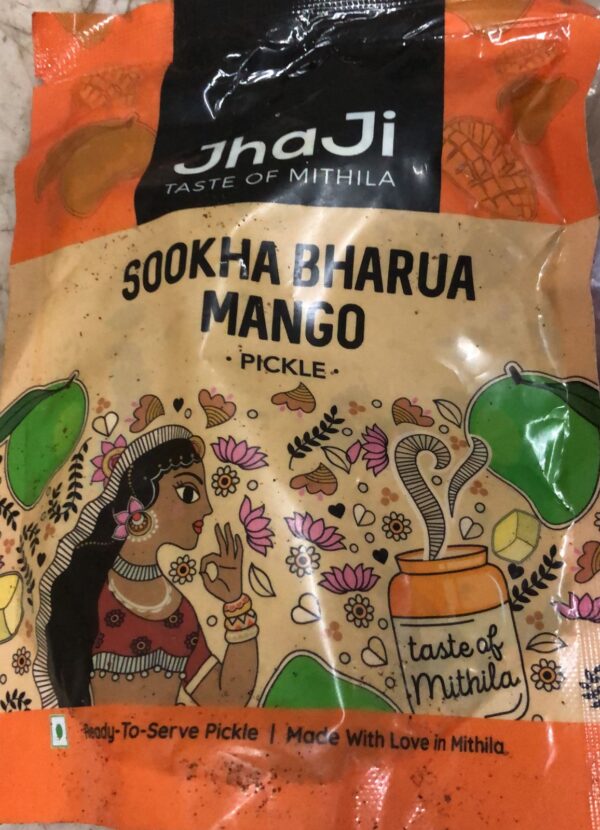 JhaJi
TASTE OF MITHILA
SOOKHA BHARUA
MANGO
• PICKLE •
taste of
Mithila
Ready-To-Serve Pickle | Made With Love in Mithila